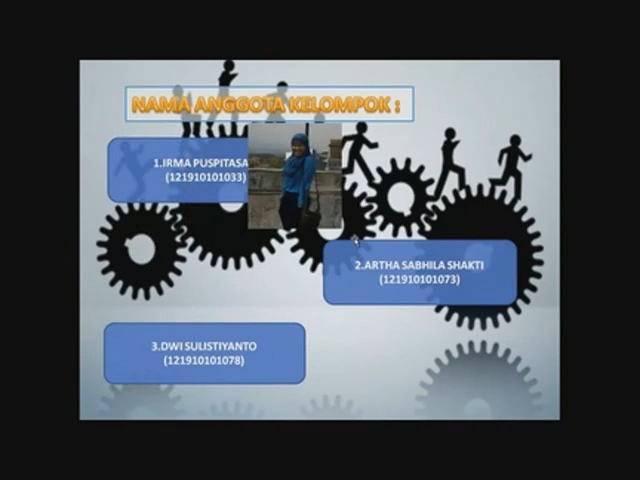 NAMA ANGGOTA KELOMPOK :
1.IRMA PUSPITASA
(121910101033)
2.ARTHA SABHILA SHAKTI
(121910101073)
3.DWI SULISTIYANTO
(121910101078)